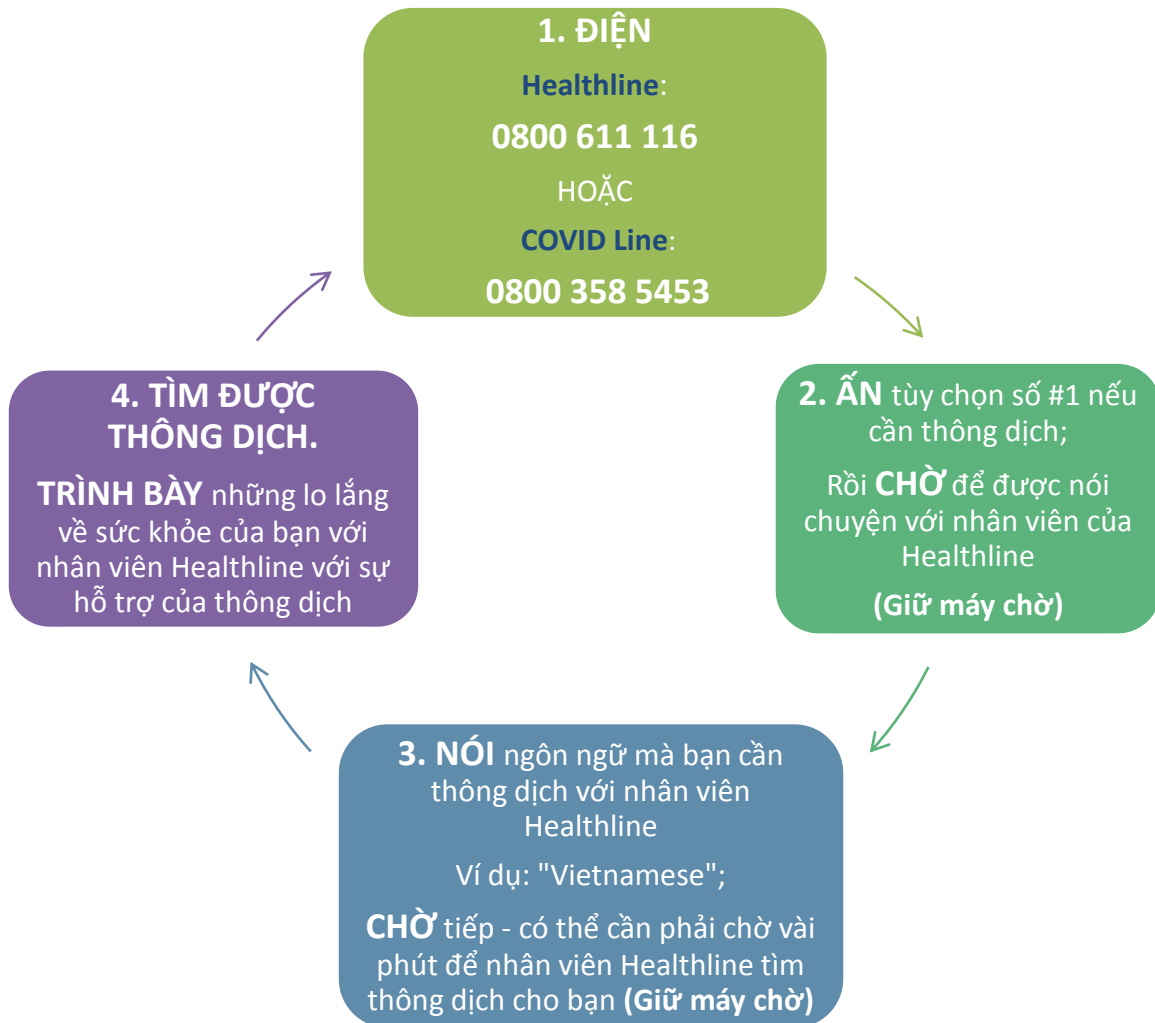 1. ĐIỆN
Healthline:
0800 611 116
HOẶC
COVID Line:
0800 358 5453
2. ẤN tùy chọn số #1 nếu
cần thông dịch;
Rồi CHỜ để được nói
chuyện với nhân viên của
Healthline
(Giữ máy chờ)
3. NÓI ngôn ngữ mà bạn cần
thông dịch với nhân viên
Healthline
Ví dụ: "Vietnamese";
CHỜ tiếp - có thể cần phải chờ vài
phút để nhân viên Healthline tìm
thông dịch cho bạn (Giữ máy chờ)
4. TÌM ĐƯỢC
THÔNG DỊCH.
TRÌNH BÀY những lo lắng
về sức khỏe của bạn với
nhân viên Healthline với sự
hỗ trợ của thông dịch